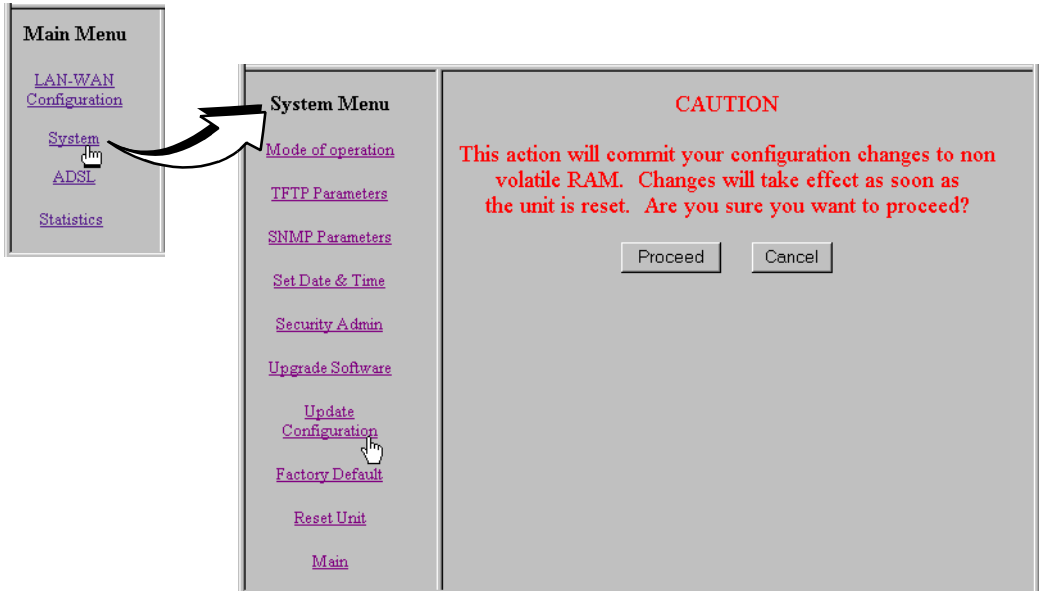 Main Menu
LAN-WAN
Configuration
System
ADSL
Statistics
System Menu
Mode of operation
TFTP Parameters
SNMP Parameters
Set Date & Time
Security Admin
Upgrade Software
Update
Configuration
Factory Default
Reset Unit
Main
CAUTION
This action will commit your configuration changes to non
volatile RAM. Changes will take effect as soon as
the unit is reset. Are you sure you want to proceed?
Proceed Cancel